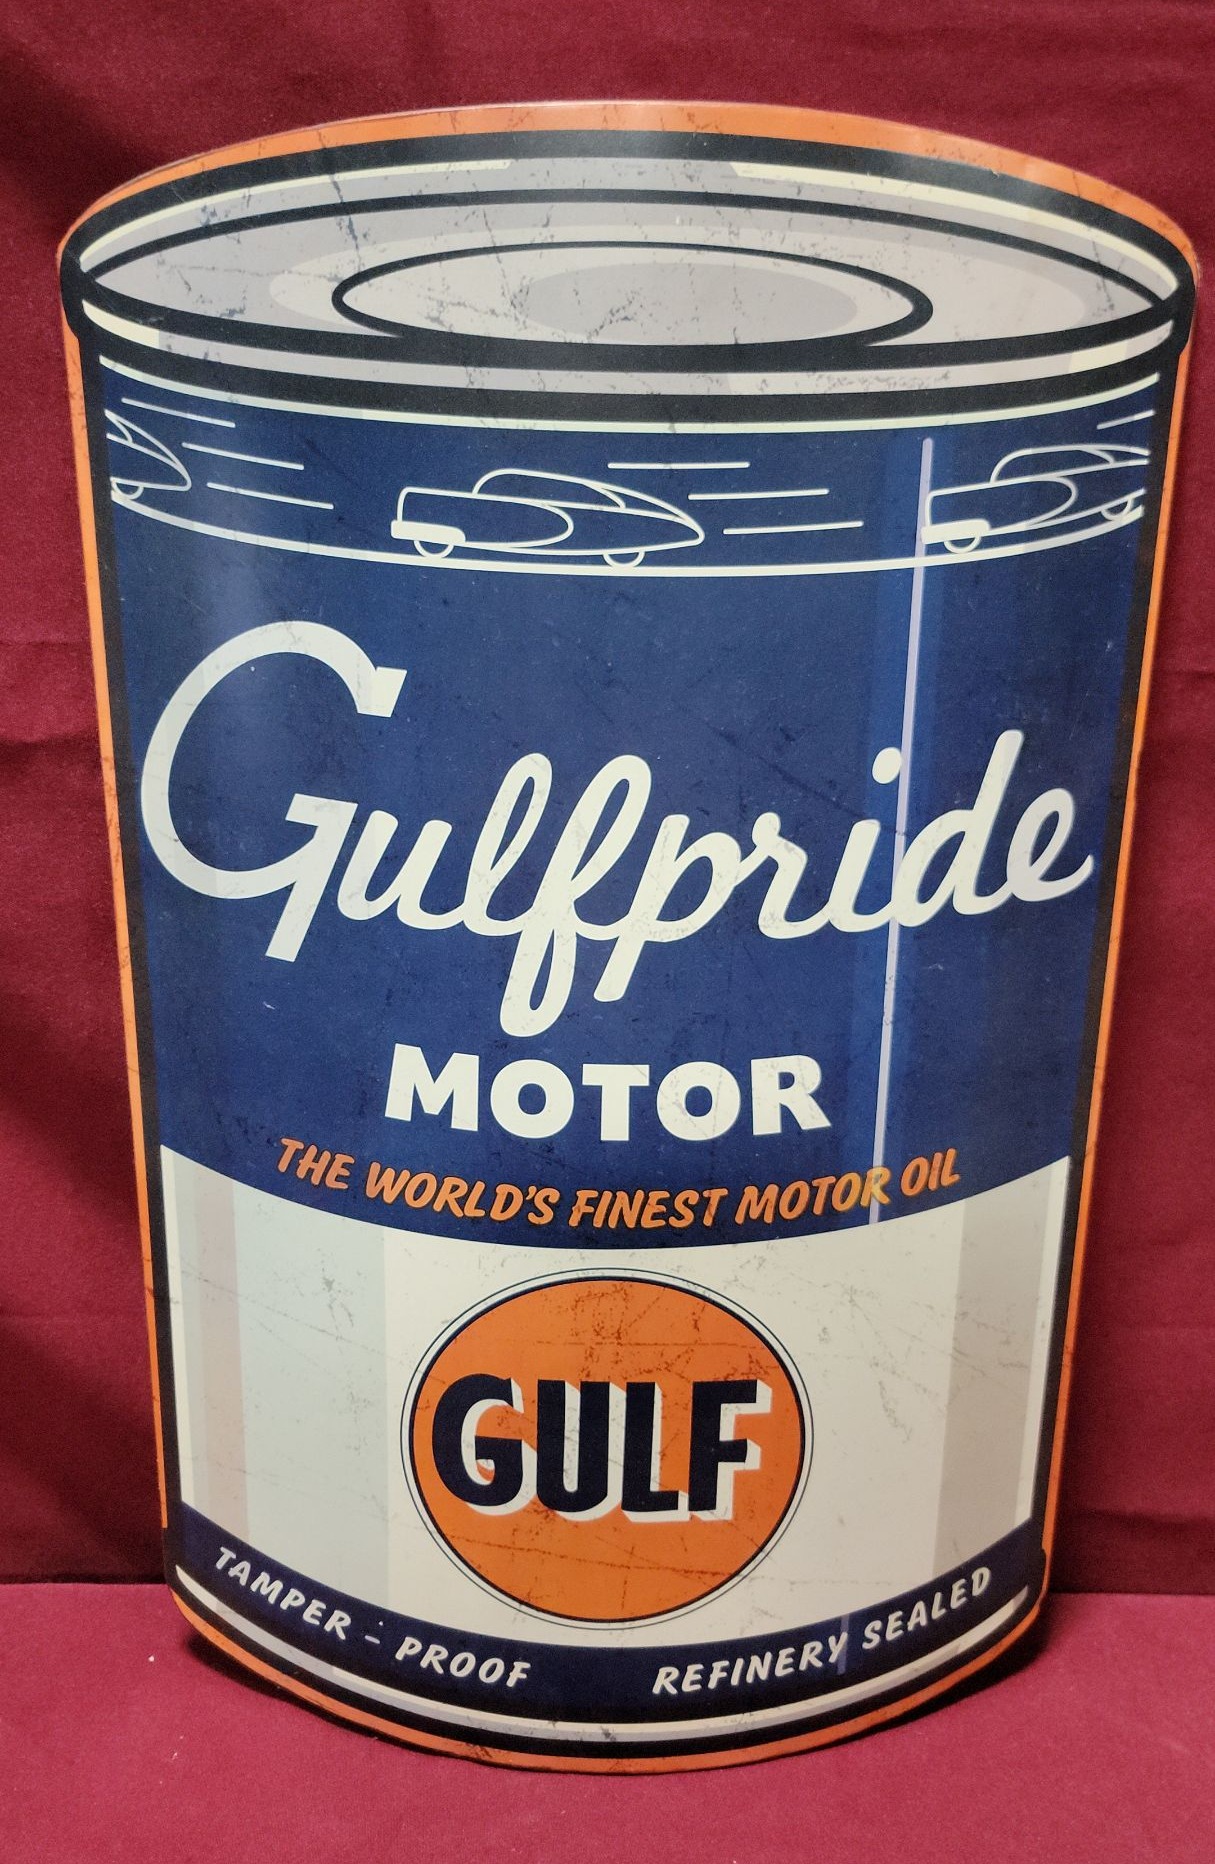 Gulfpride
MOTOR
THE WORLD'S FINEST MOTOR OIL
GULF
TAMPER - PROOF REFINERY SEALED